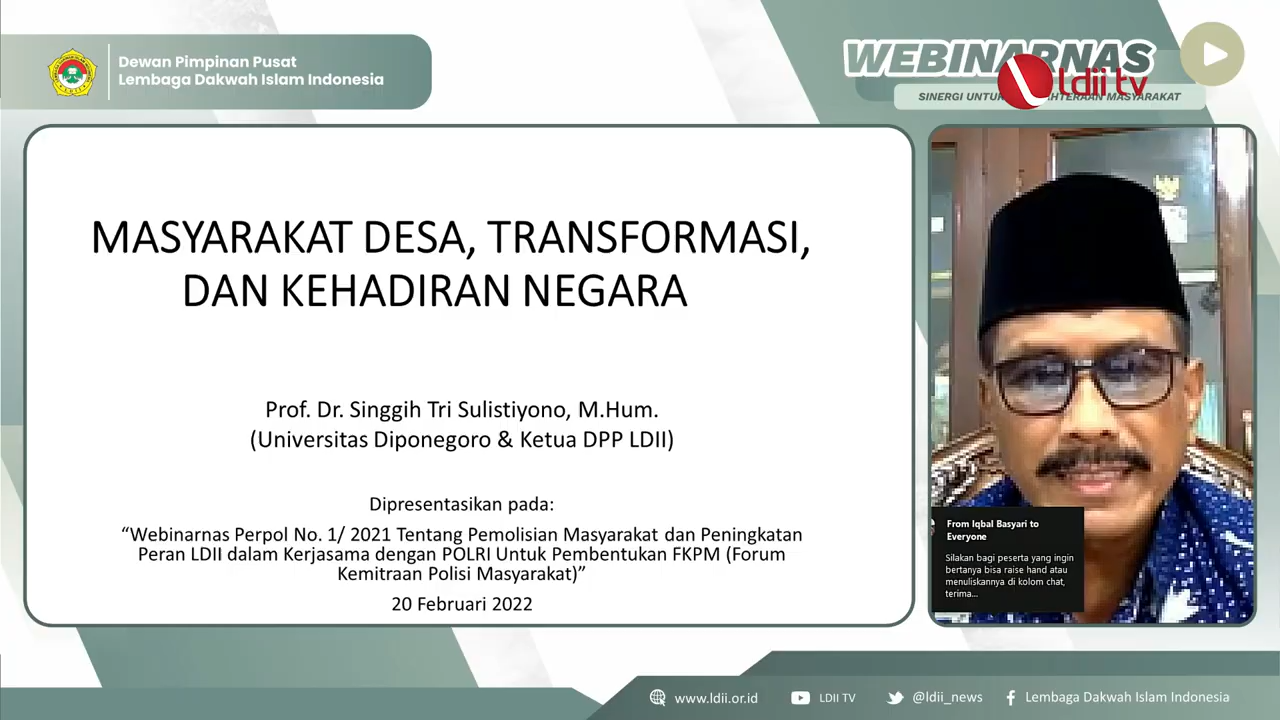 Dewan Pimpinan Pusat
Lembaga Dakwah Islam Indonesia
WEBINARNAS
ldii tv
SINERGI UNTUK MASYARAKAT
MASYARAKAT DESA, TRANSFORMASI,
DAN KEHADIRAN NEGARA
Prof. Dr. Singgih Tri Sulistiyono, M.Hum.
(Universitas Diponegoro & Ketua DPP LDII)
Dipresentasikan pada:
“Webinarnas Perpol No. 1/ 2021 Tentang Pemolisian Masyarakat dan Peningkatan
Peran LDII dalam Kerjasama dengan POLRI Untuk Pembentukan FKPM (Forum
Kemitraan Polisi Masyarakat)”
20 Februari 2022
From Iqbal Basyari to
Everyone
Silakan bagi peserta yang ingin
bertanya bisa raise hand atau
menuliskannya di kolom chat,
terima...
www.ldii.or.id
LDII TV
@ldii_news
Lembaga Dakwah Islam Indonesia